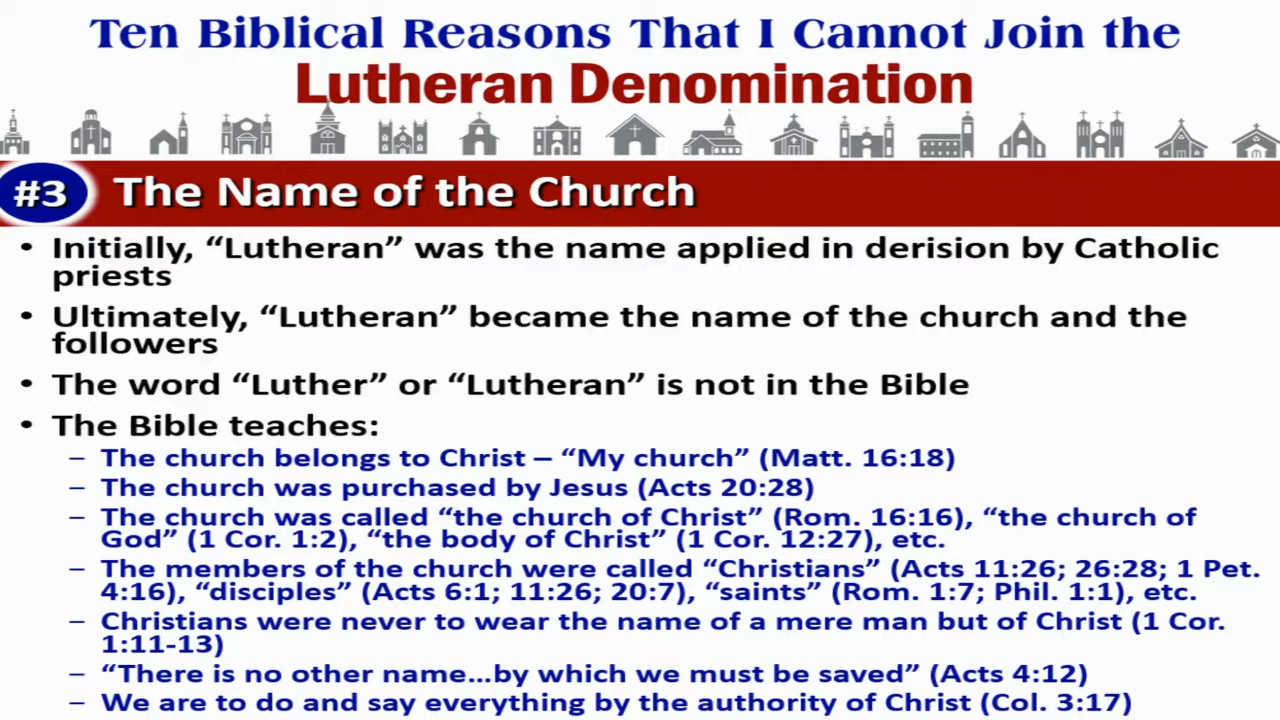 Ten Biblical Reasons That I Cannot Join the
Lutheran Denomination
#3 The Name of the Church
• Initially, “Lutheran” was the name applied in derision by Catholic
priests
• Ultimately, “Lutheran” became the name of the church and the
followers
• The word “Luther” or “Lutheran” is not in the Bible
• The Bible teaches:
– The church belongs to Christ – “My church” (Matt. 16:18)
– The church was purchased by Jesus (Acts 20:28)
– The church was called “the church of Christ” (Rom. 16:16), “the church of
God” (1 Cor. 1:2), “the body of Christ” (1 Cor. 12:27), etc.
– The members of the church were called “Christians” (Acts 11:26; 26:28; 1 Pet.
4:16), “disciples” (Acts 6:1; 11:26; 20:7), “saints” (Rom. 1:7; Phil. 1:1), etc.
– Christians were never to wear the name of a mere man but of Christ (1 Cor.
1:11-13)
– “There is no other name…by which we must be saved” (Acts 4:12)
– We are to do and say everything by the authority of Christ (Col. 3:17)